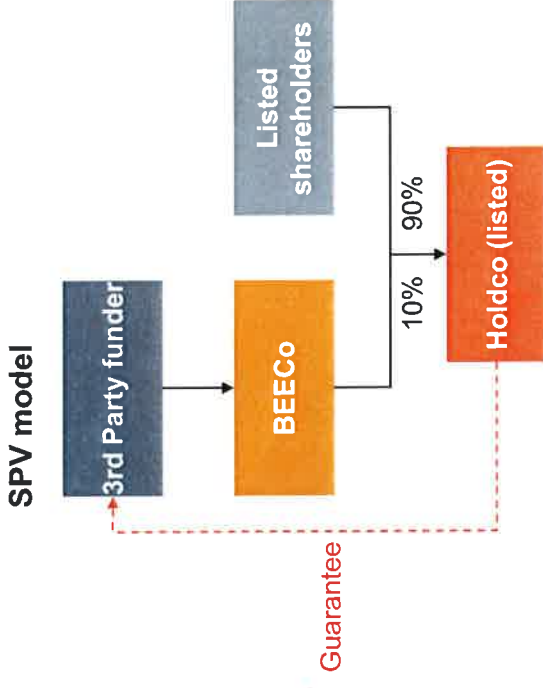 SPV model
3rd Party funder
Listed
shareholders
BEECo
10%
90%
Holdco (listed)
Guarantee